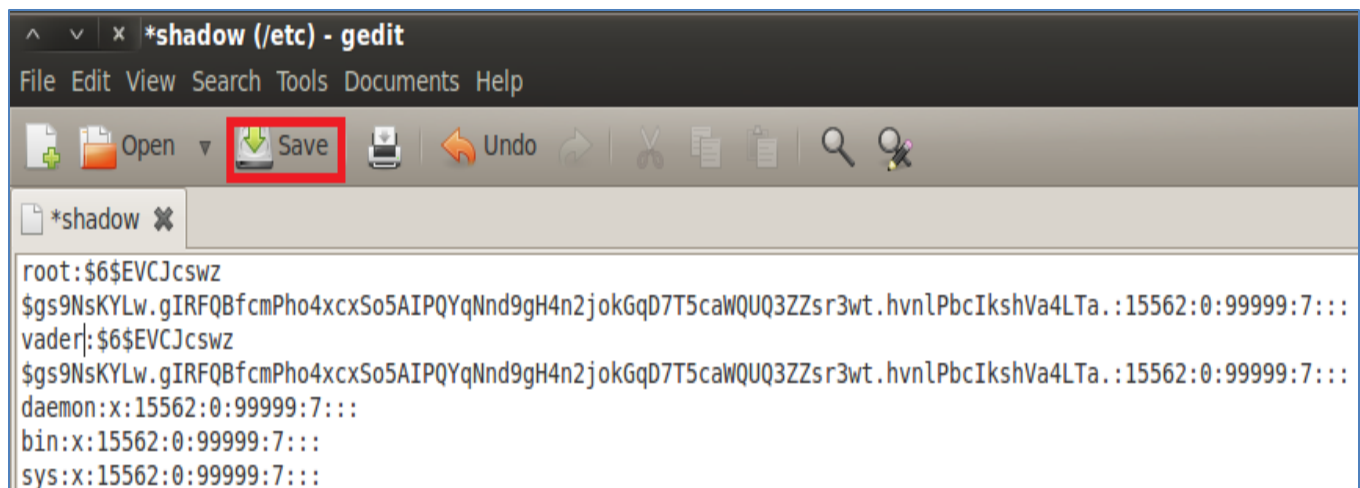 *shadow (/etc) - gedit
File Edit View Search Tools Documents Help
Open Save Undo
*shadow
root:$6$EVCJcswz
$gs9NsKYLw.gIRFQBfcmPho4xcxSo5AIPQYqNnd9gH4n2jokGqD7T5caWQUQ3ZZsr3wt.hvnlPbcIkshVa4LTa.:15562:0:99999:7:::
vader:$6$EVCJcswz
$gs9NsKYLw.gIRFQBfcmPho4xcxSo5AIPQYqNnd9gH4n2jokGqD7T5caWQUQ3ZZsr3wt.hvnlPbcIkshVa4LTa.:15562:0:99999:7:::
daemon:x:15562:0:99999:7:::
bin:x:15562:0:99999:7:::
sys:x:15562:0:99999:7:::